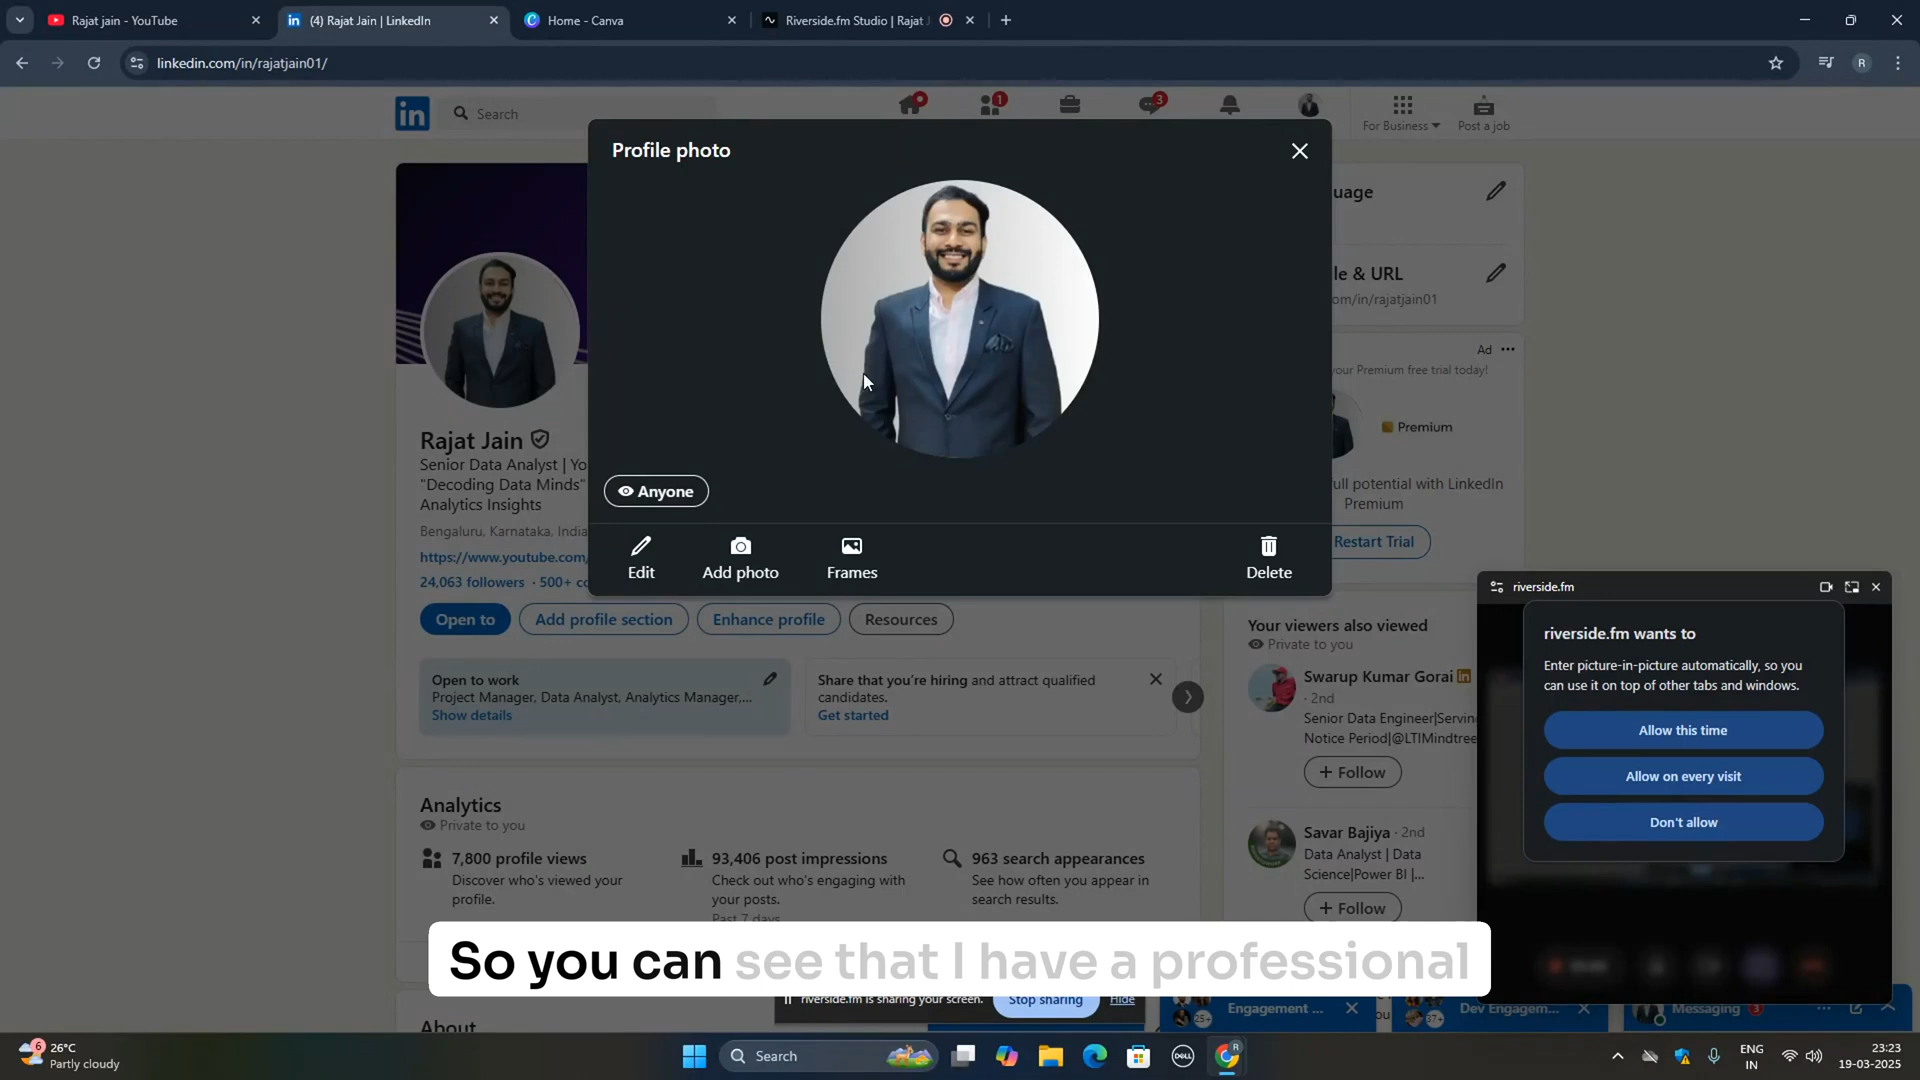 Rajat jain - YouTube
(4) Rajat Jain | LinkedIn
Home - Canva
Riverside.fm Studio | Rajat J
linkedin.com/in/rajatjain01/
R
in
Search
1
3
For Business
Post a job
Profile photo
Anyone
Edit
Add photo
Frames
Delete
Rajat Jain
Senior Data Analyst | Yo
"Decoding Data Minds"
Analytics Insights
Bengaluru, Karnataka, India
https://www.youtube.com/
24,063 followers · 500+ co
Open to
Add profile section
Enhance profile
Resources
Open to work
Project Manager, Data Analyst, Analytics Manager,...
Show details
Share that you're hiring and attract qualified
candidates.
Get started
Analytics
Private to you
7,800 profile views
Discover who's viewed your
profile.
93,406 post impressions
Check out who's engaging with
your posts.
Past 7 days
963 search appearances
See how often you appear in
search results.
About
uage
le & URL
om/in/rajatjain01
Ad
your Premium free trial today!
Premium
ull potential with LinkedIn
Premium
Restart Trial
Your viewers also viewed
Private to you
Swarup Kumar Gorai
· 2nd
Senior Data Engineer|Servin
Notice Period|@LTIMindtree
+ Follow
Savar Bajiya · 2nd
Data Analyst | Data
Science|Power BI |...
+ Follow
riverside.fm
riverside.fm wants to
Enter picture-in-picture automatically, so you
can use it on top of other tabs and windows.
Allow this time
Allow on every visit
Don't allow
So you can see that I have a professional
riverside.fm is sharing your screen.
Stop sharing
Hide
25+
Engagement ...
37+
Dev Engagem...
Messaging
3
6
26°C
Partly cloudy
Search
DELL
R
ENG
IN
23:23
19-03-2025